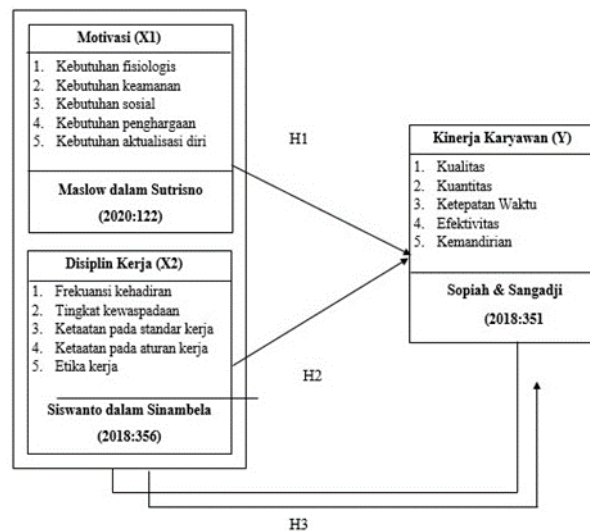 Motivasi (X1)
1. Kebutuhan fisiologis
2. Kebutuhan keamanan
3. Kebutuhan sosial
4. Kebutuhan penghargaan
5. Kebutuhan aktualisasi diri
Maslow dalam Sutrisno
(2020:122)
Disiplin Kerja (X2)
1. Frekuansi kehadiran
2. Tingkat kewaspadaan
3. Ketaatan pada standar kerja
4. Ketaatan pada aturan kerja
5. Etika kerja
Siswanto dalam Sinambela
(2018:356)
H1
H2
Kinerja Karyawan (Y)
1. Kualitas
2. Kuantitas
3. Ketepatan Waktu
4. Efektivitas
5. Kemandirian
Sopiah & Sangadji
(2018:351
H3